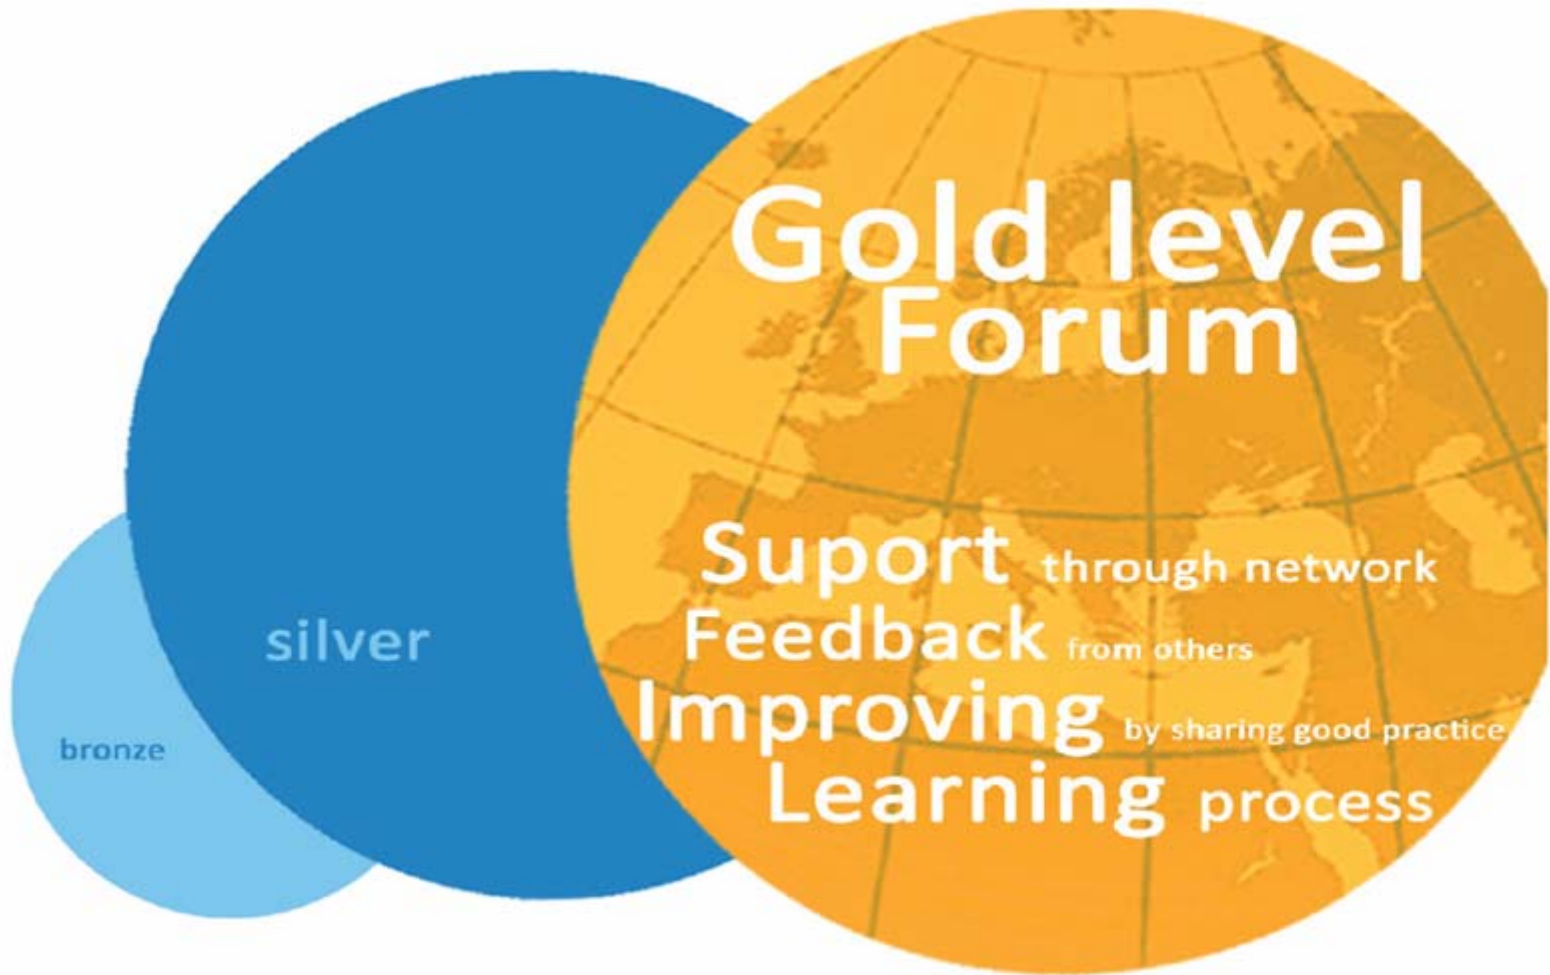 Gold level
Forum
Suport through network
Feedback from others
Improving by sharing good practice
Learning process
silver
bronze